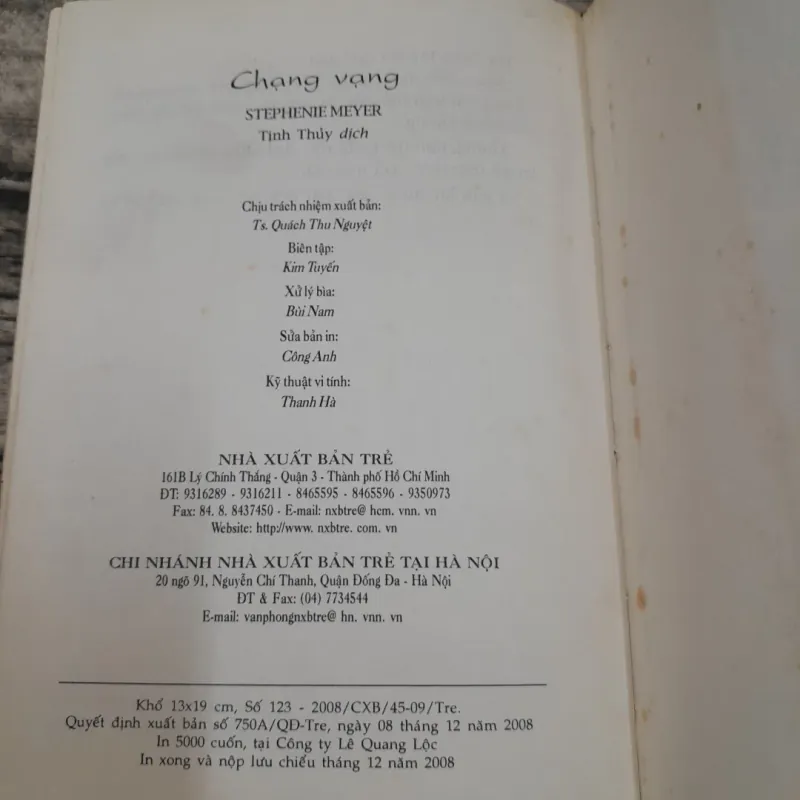 Chạng vạng
STEPHENIE MEYER
Tịnh Thủy dịch
Chịu trách nhiệm xuất bản:
Ts. Quách Thu Nguyệt
Biên tập:
Kim Tuyến
Xử lý bìa:
Bùi Nam
Sửa bản in:
Công Anh
Kỹ thuật vi tính:
Thanh Hà
NHÀ XUẤT BẢN TRẺ
161B Lý Chính Thắng - Quận 3 - Thành phố Hồ Chí Minh
ĐT: 9316289 - 9316211 - 8465595 - 8465596 - 9350973
Fax: 84. 8. 8437450 - E-mail: nxbtre@ hcm. vnn. vn
Website: http://www. nxbtre. com. vn
CHI NHÁNH NHÀ XUẤT BẢN TRẺ TẠI HÀ NỘI
20 ngõ 91, Nguyễn Chí Thanh, Quận Đống Đa - Hà Nội
ĐT & Fax: (04) 7734544
E-mail: vanphongnxbtre@ hn. vnn. vn
Khổ 13x19 cm, Số 123 - 2008/CXB/45-09/Tre.
Quyết định xuất bản số 750A/QĐ-Tre, ngày 08 tháng 12 năm 2008
In 5000 cuốn, tại Công ty Lê Quang Lộc
In xong và nộp lưu chiểu tháng 12 năm 2008